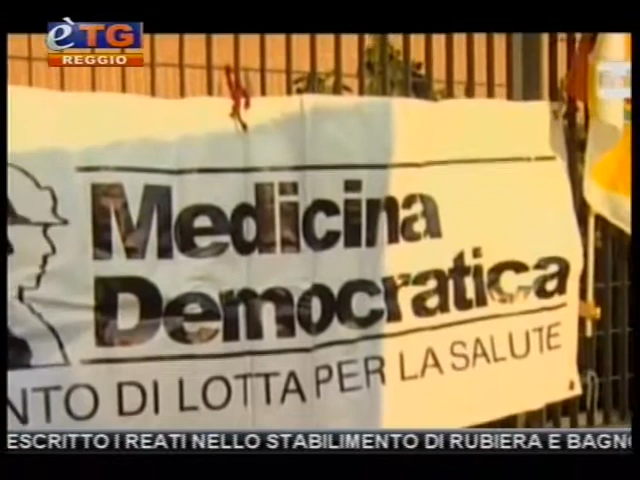 èTG
REGGIO
Medicina
Democratica
NTO DI LOTTA PER LA SALUTE
ESCRITTO I REATI NELLO STABILIMENTO DI RUBIERA E BAGNO